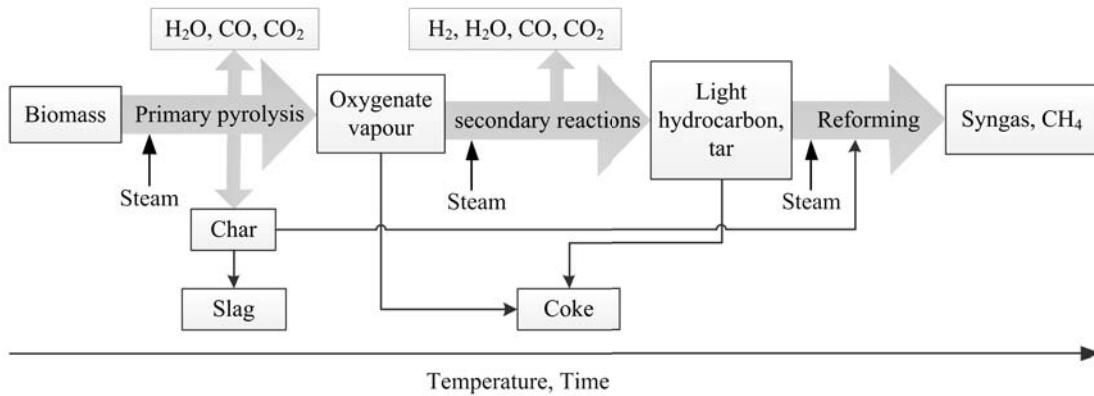 H₂O, CO, CO₂
H₂, H₂O, CO, CO₂
Biomass
Primary pyrolysis
Oxygenate
vapour
secondary reactions
Light
hydrocarbon,
tar
Reforming
Syngas, CH₄
Steam
Steam
Steam
Char
Slag
Coke
Temperature, Time